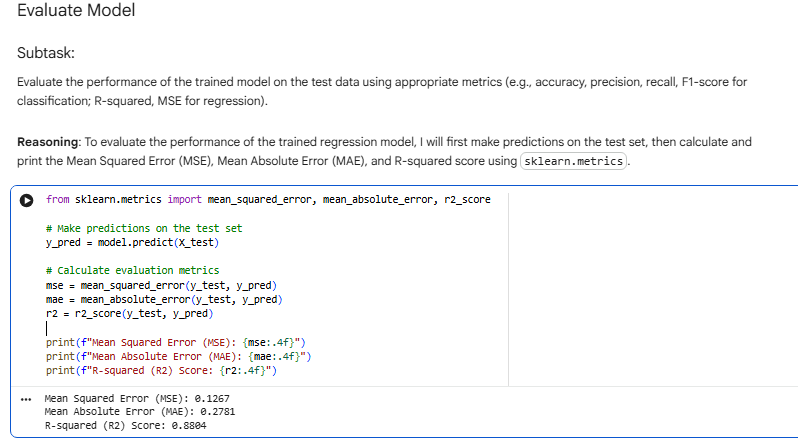 Evaluate Model
Subtask:
Evaluate the performance of the trained model on the test data using appropriate metrics (e.g., accuracy, precision, recall, F1-score for
classification; R-squared, MSE for regression).
Reasoning: To evaluate the performance of the trained regression model, I will first make predictions on the test set, then calculate and
print the Mean Squared Error (MSE), Mean Absolute Error (MAE), and R-squared score using sklearn.metrics.
from sklearn.metrics import mean_squared_error, mean_absolute_error, r2_score
# Make predictions on the test set
y_pred = model.predict(X_test)
# Calculate evaluation metrics
mse = mean_squared_error(y_test, y_pred)
mae = mean_absolute_error(y_test, y_pred)
r2 = r2_score(y_test, y_pred)
print(f"Mean Squared Error (MSE): {mse:.4f}")
print(f"Mean Absolute Error (MAE): {mae:.4f}")
print(f"R-squared (R2) Score: {r2:.4f}")
Mean Squared Error (MSE): 0.1267
Mean Absolute Error (MAE): 0.2781
R-squared (R2) Score: 0.8804